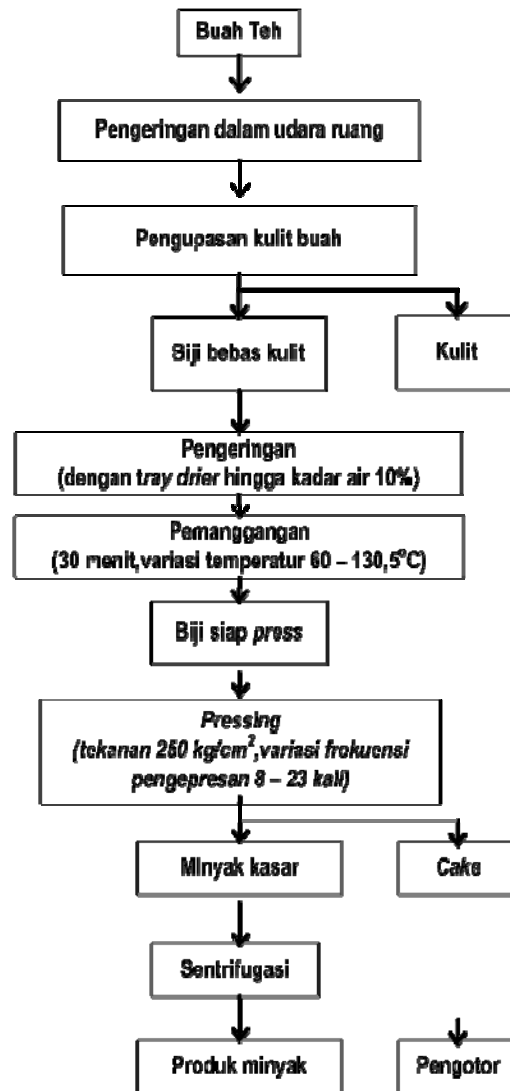 Buah Teh
Pengeringan dalam udara ruang
Pengupasan kulit buah
Biji bebas kulit
Kulit
Pengeringan
(dengan tray drier hingga kadar air 10%)
Pemanggangan
(30 menit,variasi temperatur 60 – 130,5°C)
Biji siap press
Pressing
(tekanan 250 kg/cm²,variasi frekuensi
pengepresan 8 – 23 kali)
Minyak kasar
Cake
Sentrifugasi
Produk minyak
Pengotor